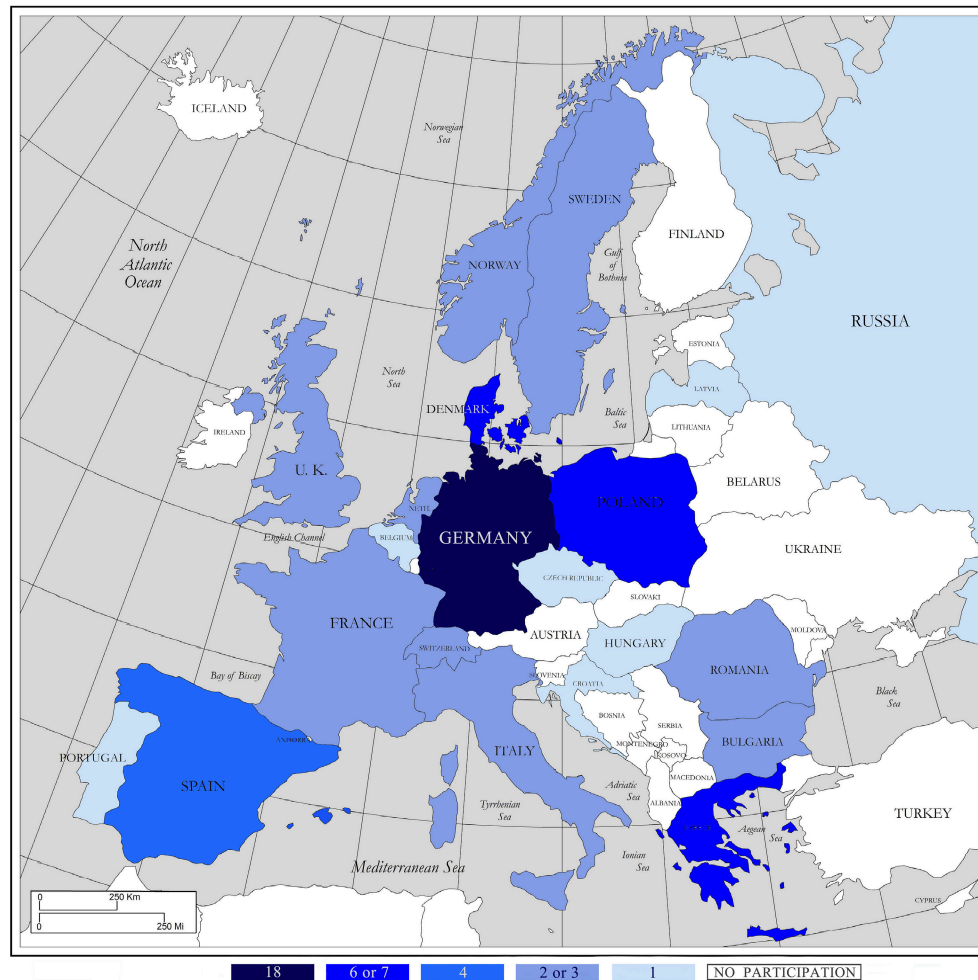 ICELAND
Norwegian
Sea
SWEDEN
FINLAND
NORWAY
Gulf
of
Bothnia
North
Atlantic
Ocean
RUSSIA
ESTONIA
North
Sea
LATVIA
DENMARK
Baltic
Sea
LITHUANIA
IRELAND
U. K.
BELARUS
POLAND
NETH.
GERMANY
English Channel
BELGIUM
UKRAINE
CZECH REPUBLIC
SLOVAKI
FRANCE
AUSTRIA
MOLDOVA
HUNGARY
SWITZERLAND
ROMANIA
Bay of Biscay
SLOVENIA
CROATIA
Black
Sea
BOSNIA
SERBIA
ANDORRA
ITALY
MONTENEGRO
KOSOVO
BULGARIA
PORTUGAL
SPAIN
MACEDONIA
Adriatic
Sea
ALBANIA
Tyrrhenian
Sea
TURKEY
GREECE
Aegean
Sea
Ionian
Sea
Mediterranean Sea
CYPRUS
0 250 Km
0 250 Mi
18 6 or 7 4 2 or 3 1 NO PARTICIPATION